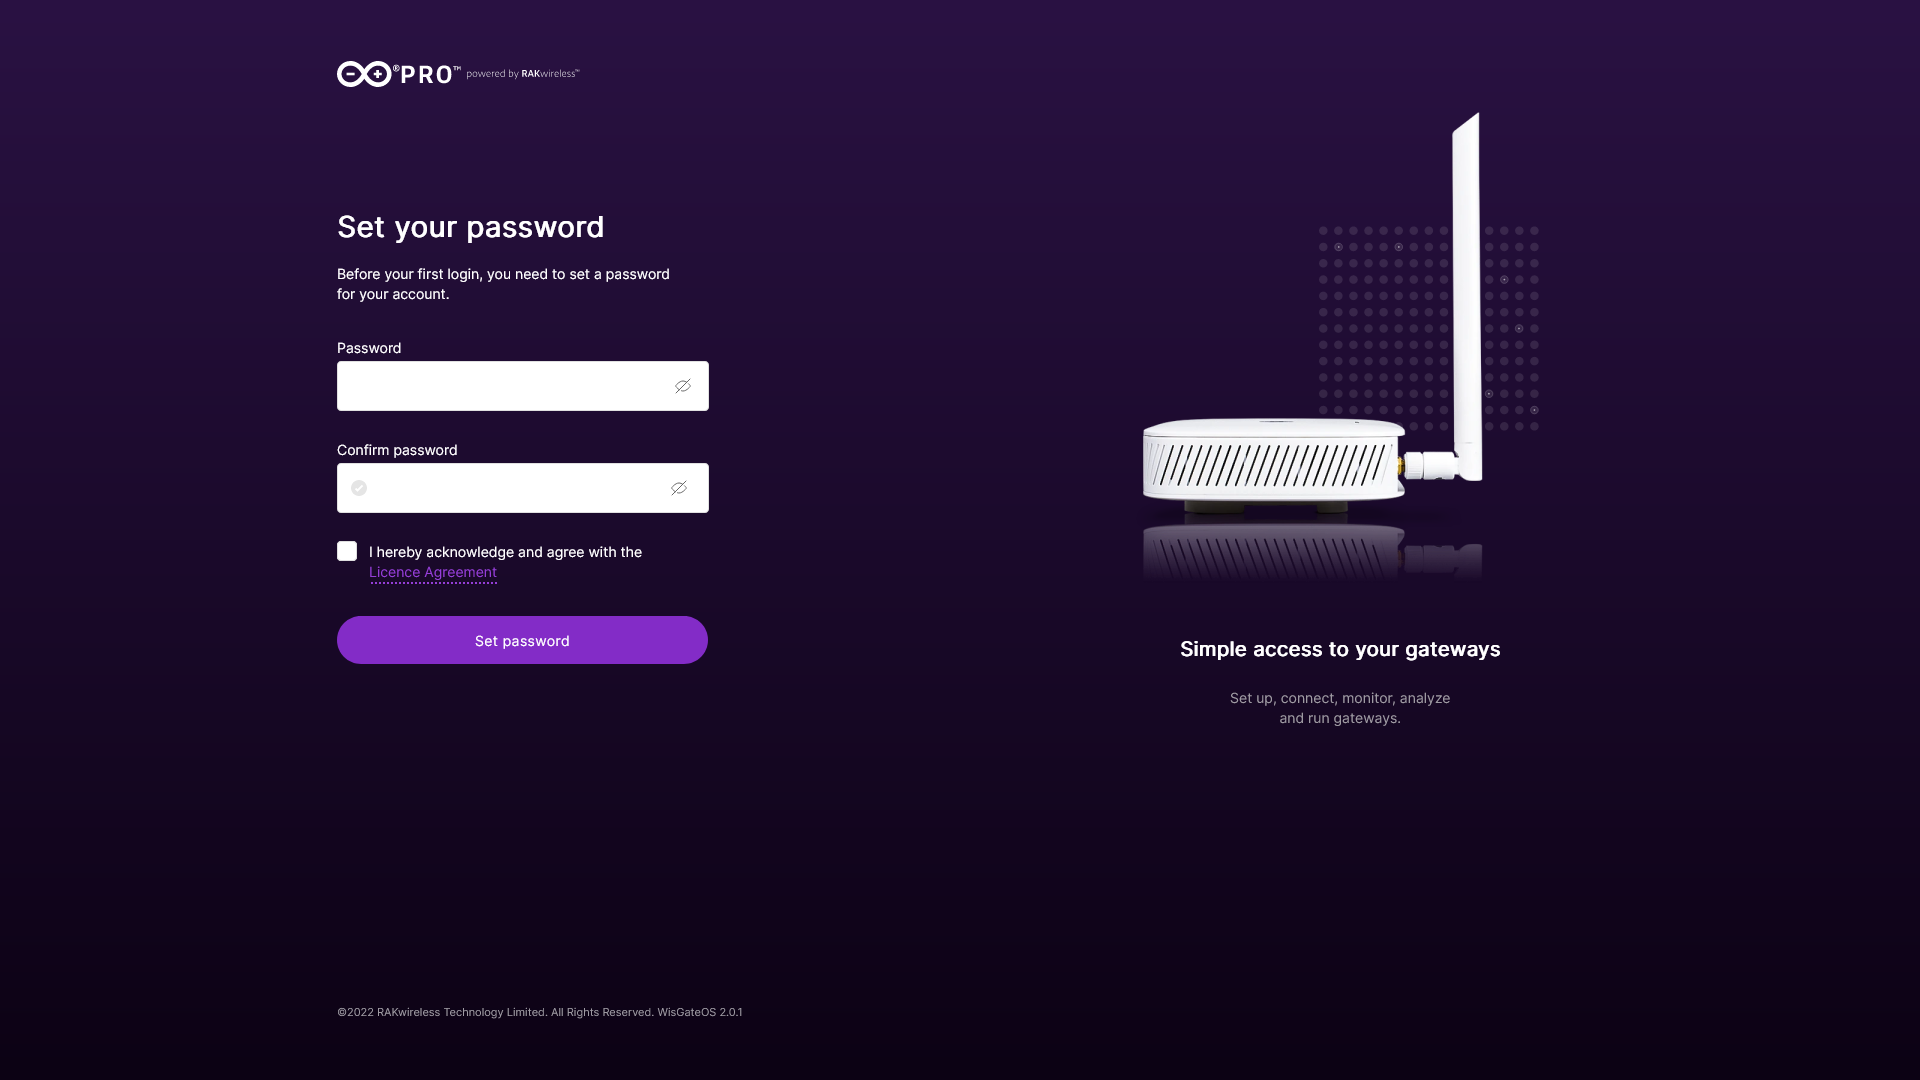 ®PRO™ powered by RAKwireless™
Set your password
Before your first login, you need to set a password
for your account.
Password
Confirm password
I hereby acknowledge and agree with the
Licence Agreement
Set password
Simple access to your gateways
Set up, connect, monitor, analyze
and run gateways.
©2022 RAKwireless Technology Limited. All Rights Reserved. WisGateOS 2.0.1